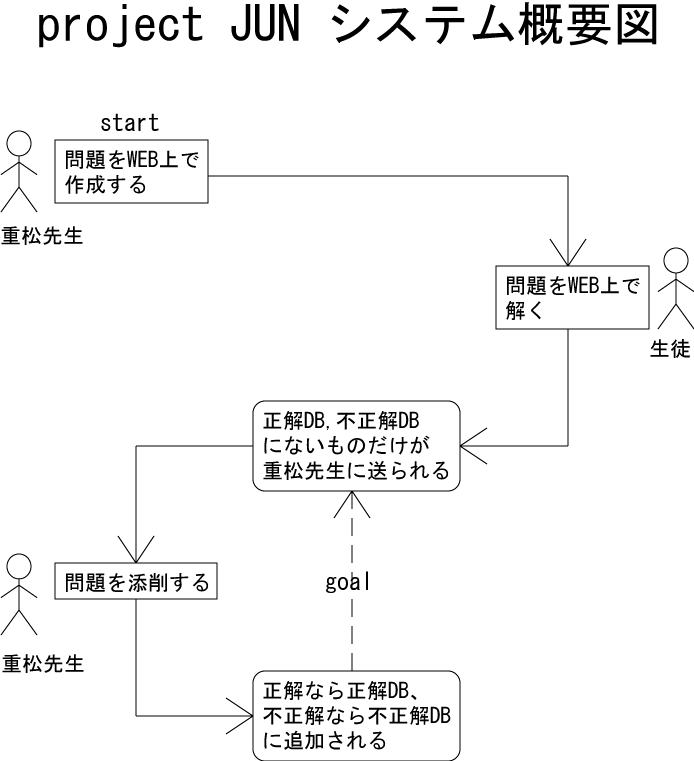 project JUN システム概要図
start
問題をWEB上で
作成する
重松先生
問題をWEB上で
解く
生徒
正解DB,不正解DB
にないものだけが
重松先生に送られる
問題を添削する
goal
重松先生
正解なら正解DB、
不正解なら不正解DB
に追加される